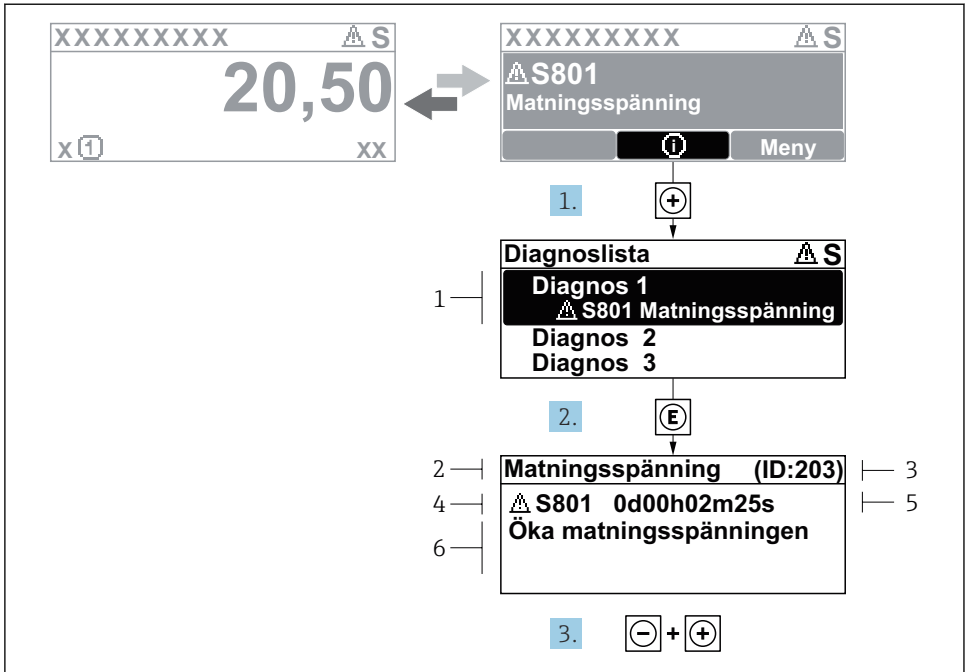 XXXXXXXXX ⚠ S
20,50
x ① xx
XXXXXXXXX ⚠ S
⚠ S801
Matningsspänning
ⓘ Meny
1. ⊕
Diagnoslista ⚠ S
1 Diagnos 1
⚠ S801 Matningsspänning
Diagnos 2
Diagnos 3
2. Ⓔ
2 Matningsspänning (ID:203) 3
4 ⚠ S801 0d00h02m25s 5
6 Öka matningsspänningen
3. ⊖ + ⊕